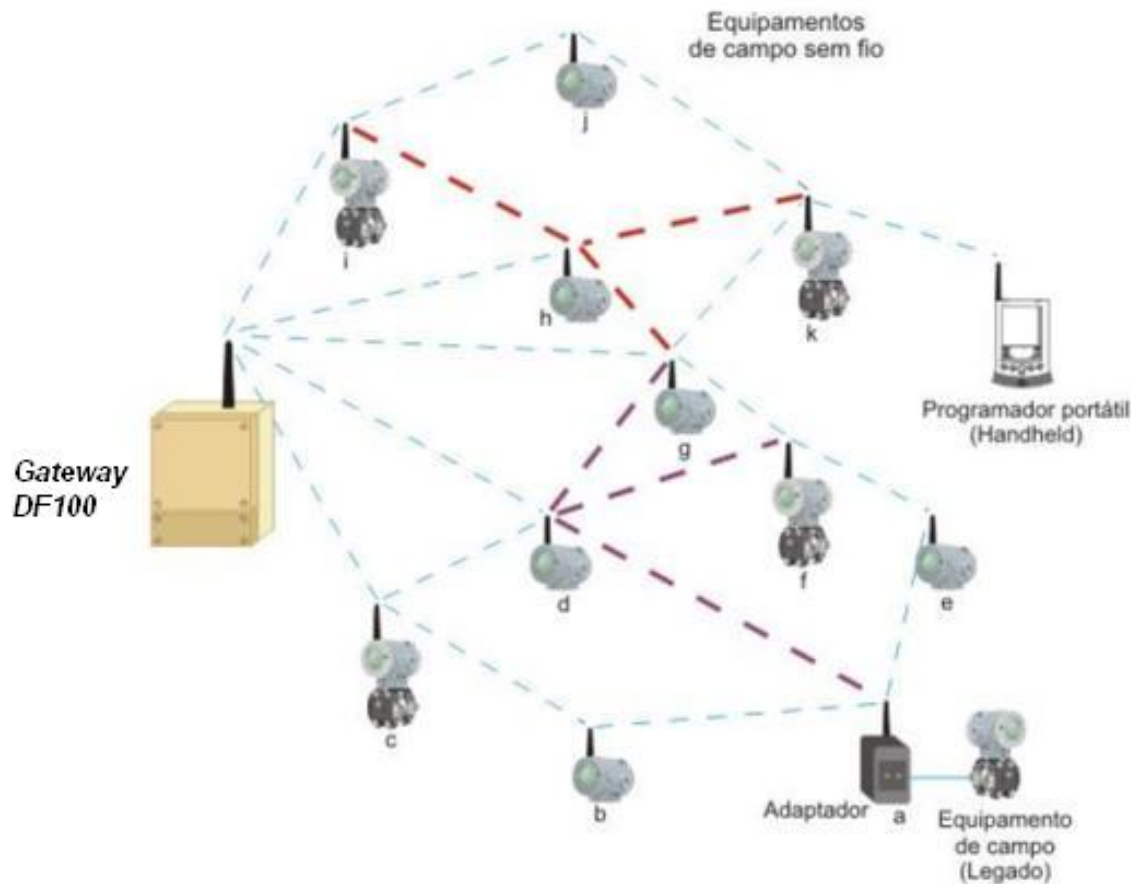 Equipamentos
de campo sem fio
j
i
h
k
Programador portátil
(Handheld)
g
Gateway
DF100
f
d
e
c
b
Adaptador
a
Equipamento
de campo
(Legado)